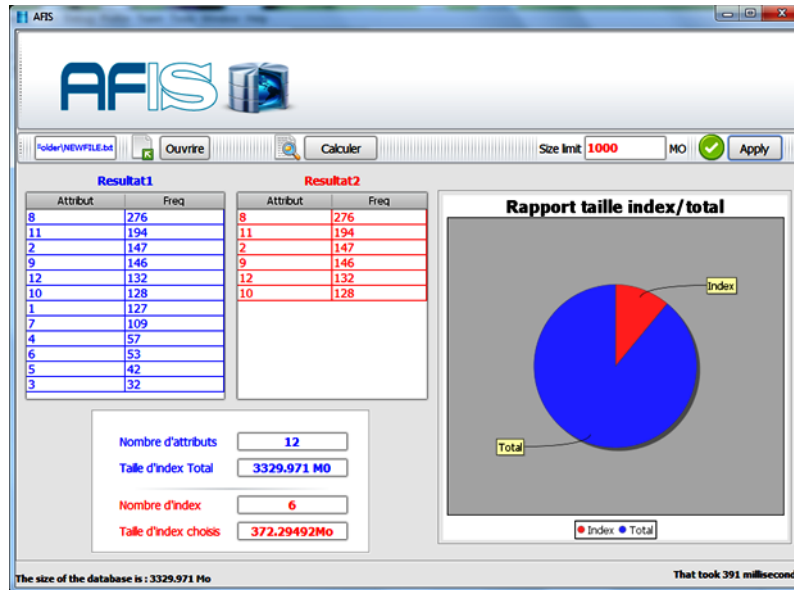 AFIS
AFIS
older\NEWFILE.txt
Ouvrire
Calculer
Size limit 1000 MO
Apply
Resultat1
Attribut Freq
8 276
11 194
2 147
9 146
12 132
10 128
1 127
7 109
4 57
6 53
5 42
3 32
Resultat2
Attribut Freq
8 276
11 194
2 147
9 146
12 132
10 128
Rapport taille index/total
Index
Total
Index Total
Nombre d'attributs 12
Taille d'index Total 3329.971 MO
Nombre d'index 6
Taille d'index choisis 372.29492Mo
The size of the database is : 3329.971 Mo
That took 391 millisecond